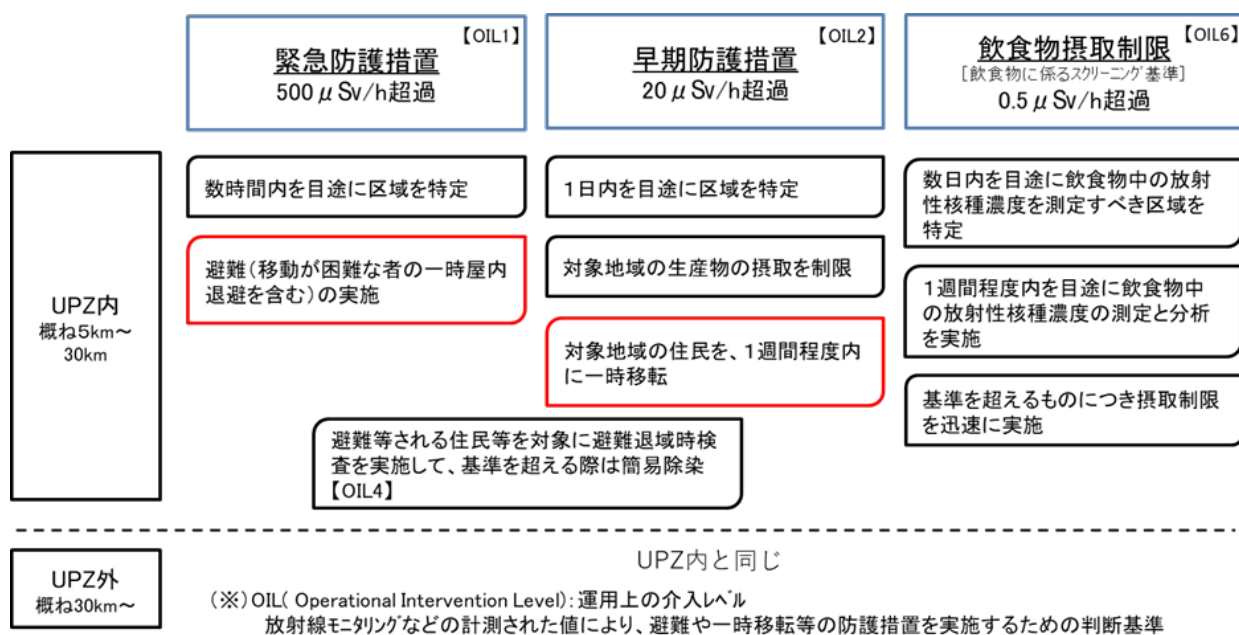 【OIL1】
緊急防護措置
500μSv/h超過
【OIL2】
早期防護措置
20μSv/h超過
【OIL6】
飲食物摂取制限
[飲食物に係るスクリーニング基準]
0.5μSv/h超過
UPZ内
概ね5km～
30km
数時間内を目途に区域を特定
避難(移動が困難な者の一時屋内
退避を含む)の実施
1日内を目途に区域を特定
対象地域の生産物の摂取を制限
対象地域の住民を、1週間程度内
に一時移転
避難等される住民等を対象に避難退域時検
査を実施して、基準を超える際は簡易除染
【OIL4】
数日内を目途に飲食物中の放射
性核種濃度を測定すべき区域を
特定
1週間程度内を目途に飲食物中
の放射性核種濃度の測定と分析
を実施
基準を超えるものにつき摂取制限
を迅速に実施
UPZ外
概ね30km～
UPZ内と同じ
(※)OIL( Operational Intervention Level):運用上の介入レベル
放射線モニタリングなどの計測された値により、避難や一時移転等の防護措置を実施するための判断基準